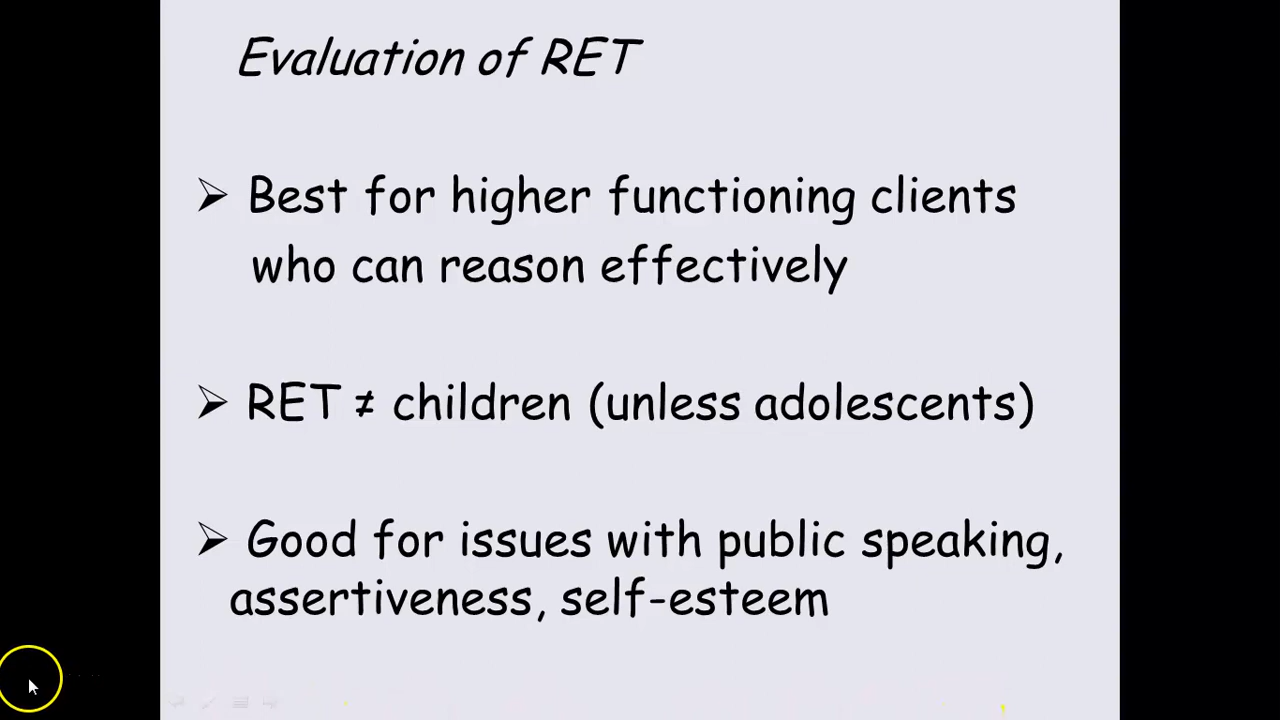 Evaluation of RET
➢ Best for higher functioning clients
who can reason effectively
➢ RET ≠ children (unless adolescents)
➢ Good for issues with public speaking,
assertiveness, self-esteem